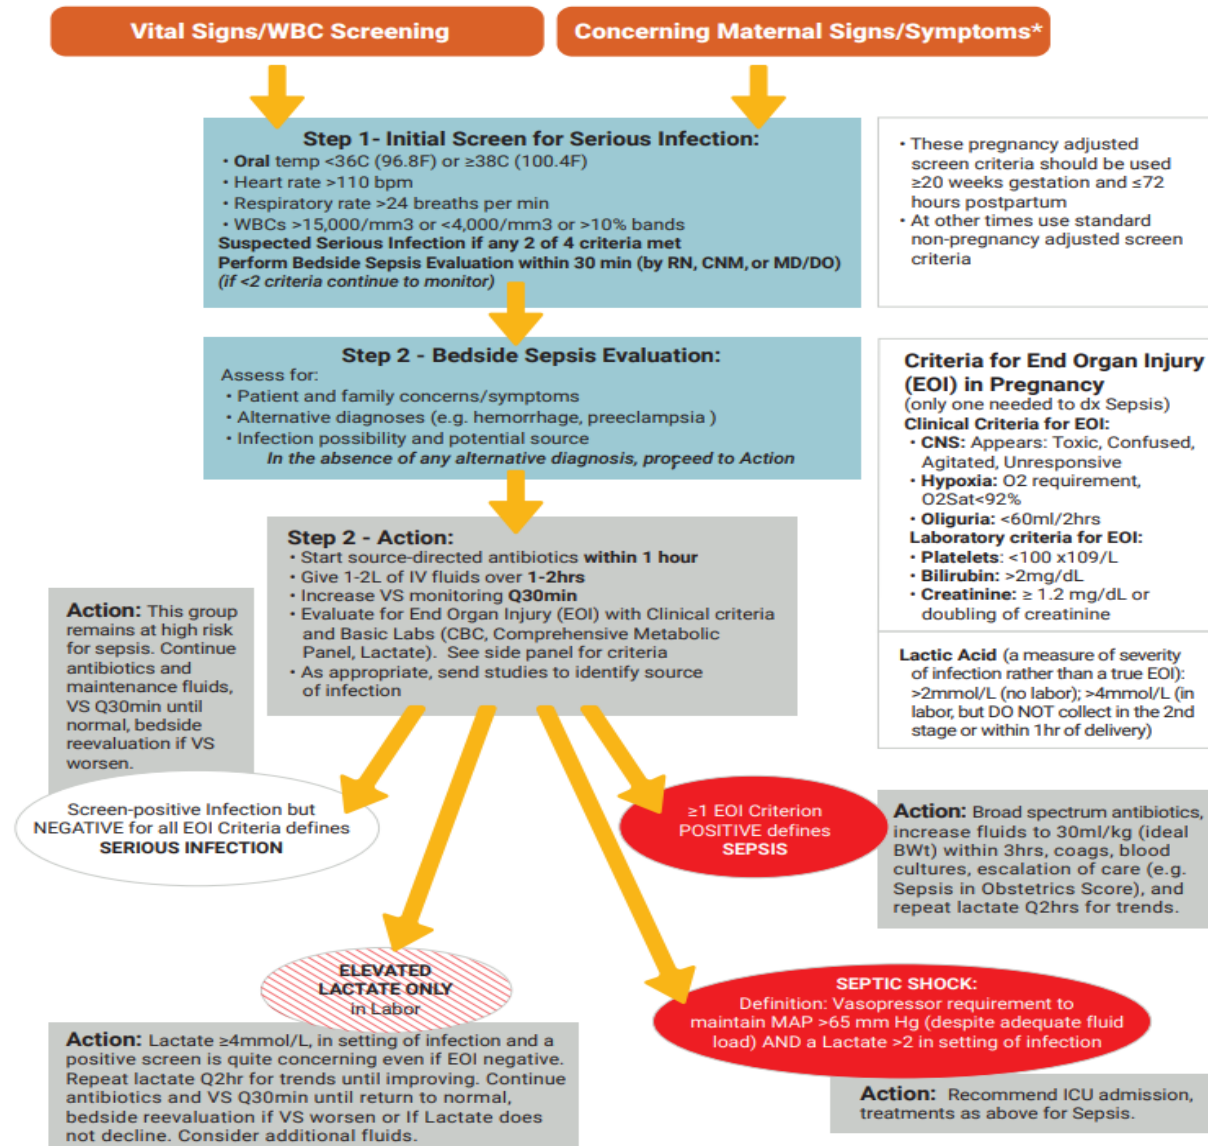 Vital Signs/WBC Screening
Concerning Maternal Signs/Symptoms*
Step 1- Initial Screen for Serious Infection:
• Oral temp <36C (96.8F) or ≥38C (100.4F)
• Heart rate >110 bpm
• Respiratory rate >24 breaths per min
• WBCs >15,000/mm3 or <4,000/mm3 or >10% bands
Suspected Serious Infection if any 2 of 4 criteria met
Perform Bedside Sepsis Evaluation within 30 min (by RN, CNM, or MD/DO)
(if <2 criteria continue to monitor)
• These pregnancy adjusted
screen criteria should be used
≥20 weeks gestation and ≤72
hours postpartum
• At other times use standard
non-pregnancy adjusted screen
criteria
Step 2 - Bedside Sepsis Evaluation:
Assess for:
• Patient and family concerns/symptoms
• Alternative diagnoses (e.g. hemorrhage, preeclampsia )
• Infection possibility and potential source
In the absence of any alternative diagnosis, proceed to Action
Criteria for End Organ Injury
(EOI) in Pregnancy
(only one needed to dx Sepsis)
Clinical Criteria for EOI:
• CNS: Appears: Toxic, Confused,
Agitated, Unresponsive
• Hypoxia: O2 requirement,
O2Sat<92%
• Oliguria: <60ml/2hrs
Laboratory criteria for EOI:
• Platelets: <100 x109/L
• Bilirubin: >2mg/dL
• Creatinine: ≥ 1.2 mg/dL or
doubling of creatinine
Lactic Acid (a measure of severity
of infection rather than a true EOI):
>2mmol/L (no labor); >4mmol/L (in
labor, but DO NOT collect in the 2nd
stage or within 1hr of delivery)
Step 2 - Action:
• Start source-directed antibiotics within 1 hour
• Give 1-2L of IV fluids over 1-2hrs
• Increase VS monitoring Q30min
• Evaluate for End Organ Injury (EOI) with Clinical criteria
and Basic Labs (CBC, Comprehensive Metabolic
Panel, Lactate). See side panel for criteria
• As appropriate, send studies to identify source
of infection
Action: This group
remains at high risk
for sepsis. Continue
antibiotics and
maintenance fluids,
VS Q30min until
normal, bedside
reevaluation if VS
worsen.
Screen-positive Infection but
NEGATIVE for all EOI Criteria defines
SERIOUS INFECTION
≥1 EOI Criterion
POSITIVE defines
SEPSIS
Action: Broad spectrum antibiotics,
increase fluids to 30ml/kg (ideal
BWt) within 3hrs, coags, blood
cultures, escalation of care (e.g.
Sepsis in Obstetrics Score), and
repeat lactate Q2hrs for trends.
ELEVATED
LACTATE ONLY
in Labor
Action: Lactate ≥4mmol/L, in setting of infection and a
positive screen is quite concerning even if EOI negative.
Repeat lactate Q2hr for trends until improving. Continue
antibiotics and VS Q30min until return to normal,
bedside reevaluation if VS worsen or If Lactate does
not decline. Consider additional fluids.
SEPTIC SHOCK:
Definition: Vasopressor requirement to
maintain MAP >65 mm Hg (despite adequate fluid
load) AND a Lactate >2 in setting of infection
Action: Recommend ICU admission,
treatments as above for Sepsis.